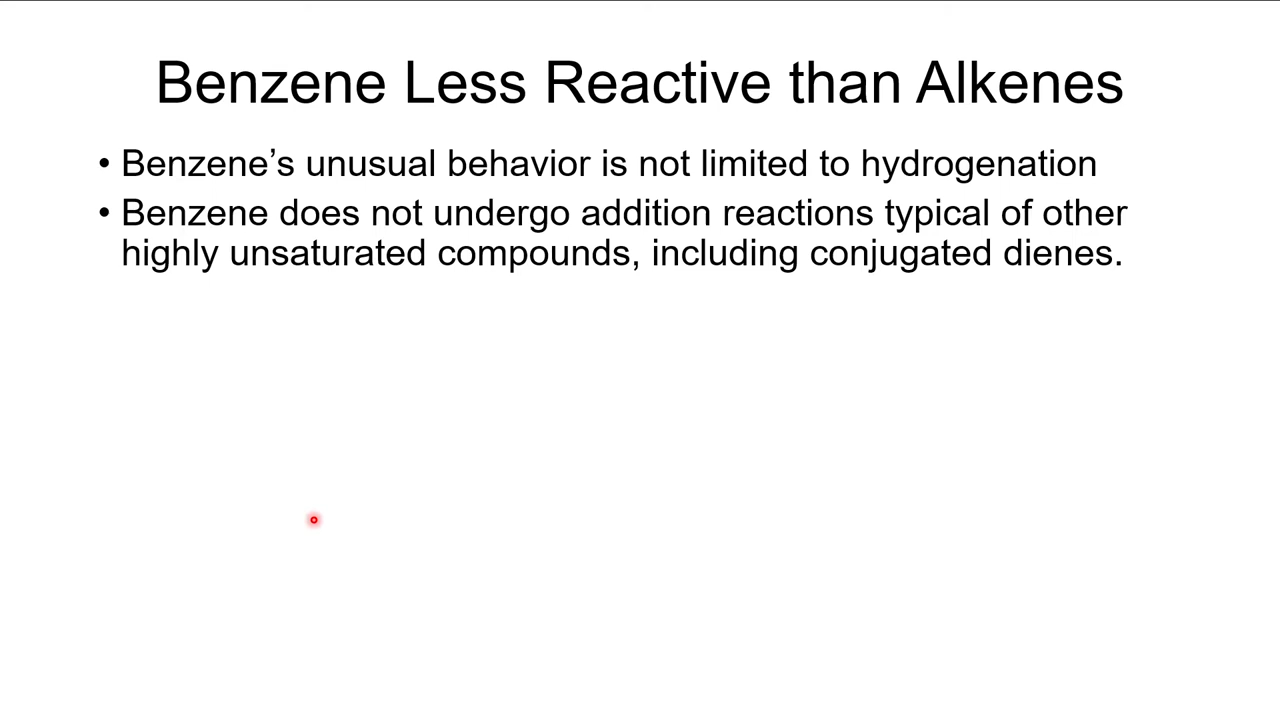 Benzene Less Reactive than Alkenes
• Benzene’s unusual behavior is not limited to hydrogenation
• Benzene does not undergo addition reactions typical of other
highly unsaturated compounds, including conjugated dienes.